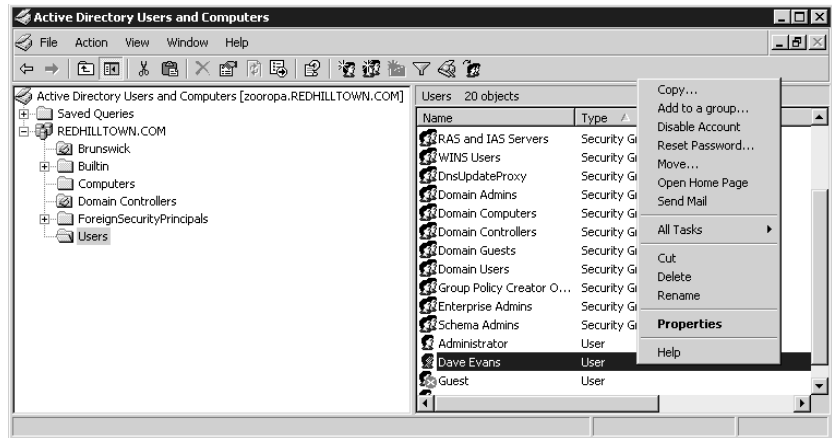 Active Directory Users and Computers
File Action View Window Help
Active Directory Users and Computers [zooropa.REDHILLTOWN.COM]
Saved Queries
REDHILLTOWN.COM
Brunswick
Builtin
Computers
Domain Controllers
ForeignSecurityPrincipals
Users
Users 20 objects
Name Type
RAS and IAS Servers Security Gr
WINS Users Security Gr
DnsUpdateProxy Security Gr
Domain Admins Security Gr
Domain Computers Security Gr
Domain Controllers Security Gr
Domain Guests Security Gr
Domain Users Security Gr
Group Policy Creator O... Security Gr
Enterprise Admins Security Gr
Schema Admins Security Gr
Administrator User
Dave Evans User
Guest User
Copy...
Add to a group...
Disable Account
Reset Password...
Move...
Open Home Page
Send Mail
All Tasks
Cut
Delete
Rename
Properties
Help